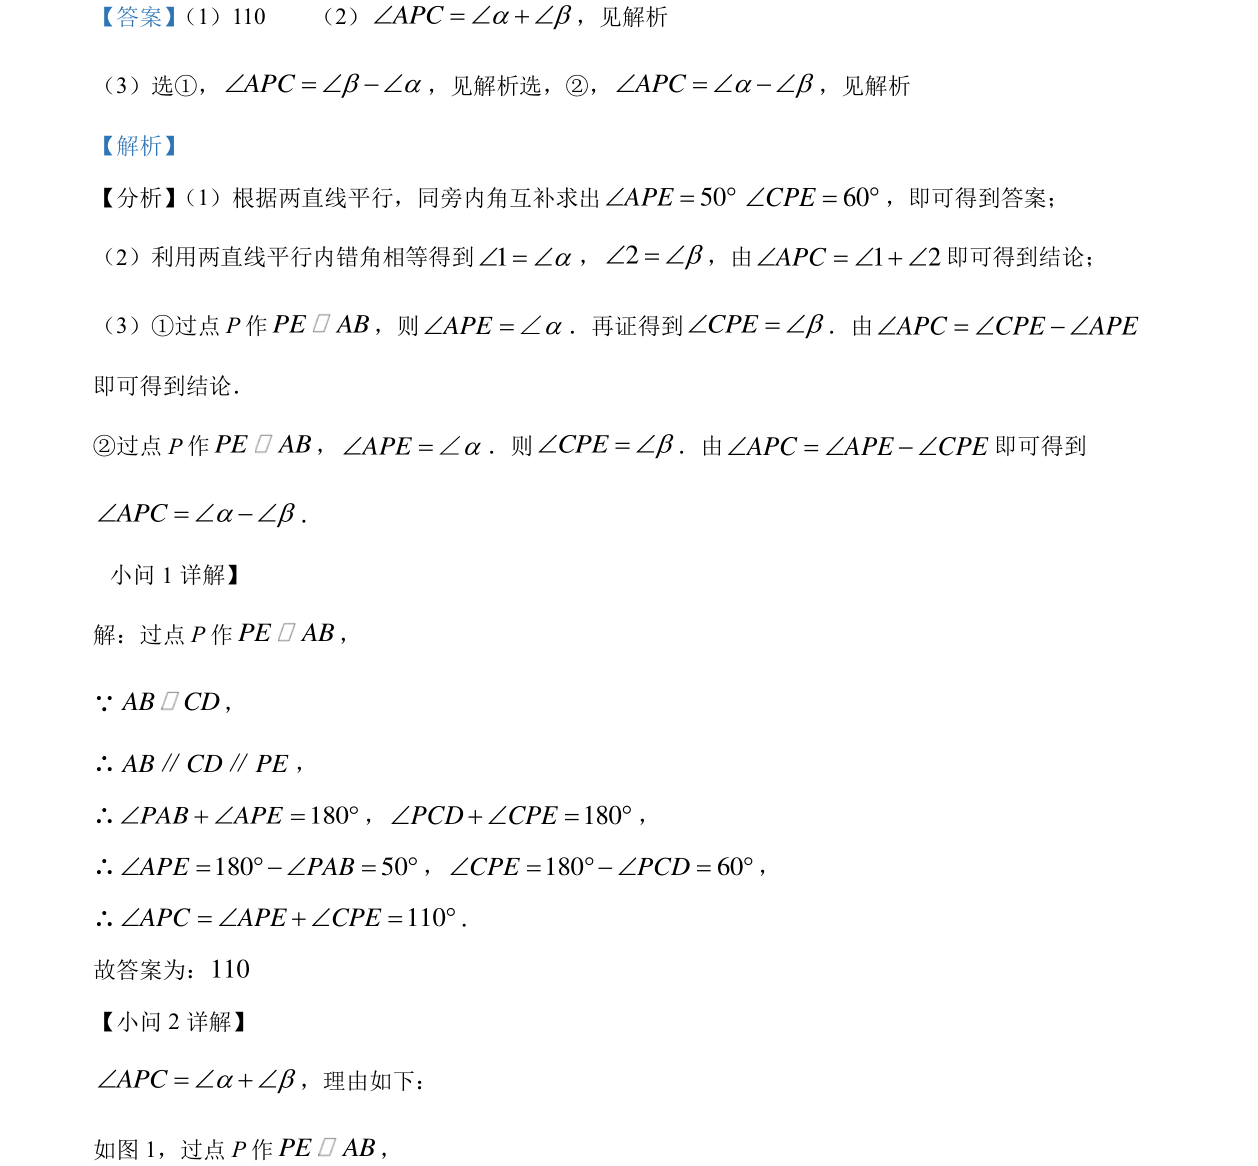 【答案】（1）110 （2）∠APC = ∠α + ∠β，见解析
（3）选①，∠APC = ∠β − ∠α，见解析选，②，∠APC = ∠α − ∠β，见解析
【解析】
【分析】（1）根据两直线平行，同旁内角互补求出∠APE = 50° ∠CPE = 60°，即可得到答案；
（2）利用两直线平行内错角相等得到∠1 = ∠α，∠2 = ∠β，由∠APC = ∠1 + ∠2即可得到结论；
（3）①过点 P 作 PE▱AB，则∠APE = ∠α．再证得到∠CPE = ∠β．由∠APC = ∠CPE − ∠APE
即可得到结论．
②过点 P 作 PE▱AB，∠APE = ∠α．则∠CPE = ∠β．由∠APC = ∠APE − ∠CPE 即可得到
∠APC = ∠α − ∠β．
小问 1 详解】
解：过点 P 作 PE▱AB，
∵ AB▱CD，
∴ AB∥CD∥PE，
∴ ∠PAB + ∠APE = 180°，∠PCD + ∠CPE = 180°，
∴ ∠APE = 180° − ∠PAB = 50°，∠CPE = 180° − ∠PCD = 60°，
∴ ∠APC = ∠APE + ∠CPE = 110°．
故答案为：110
【小问 2 详解】
∠APC = ∠α + ∠β，理由如下：
如图 1，过点 P 作 PE▱AB，